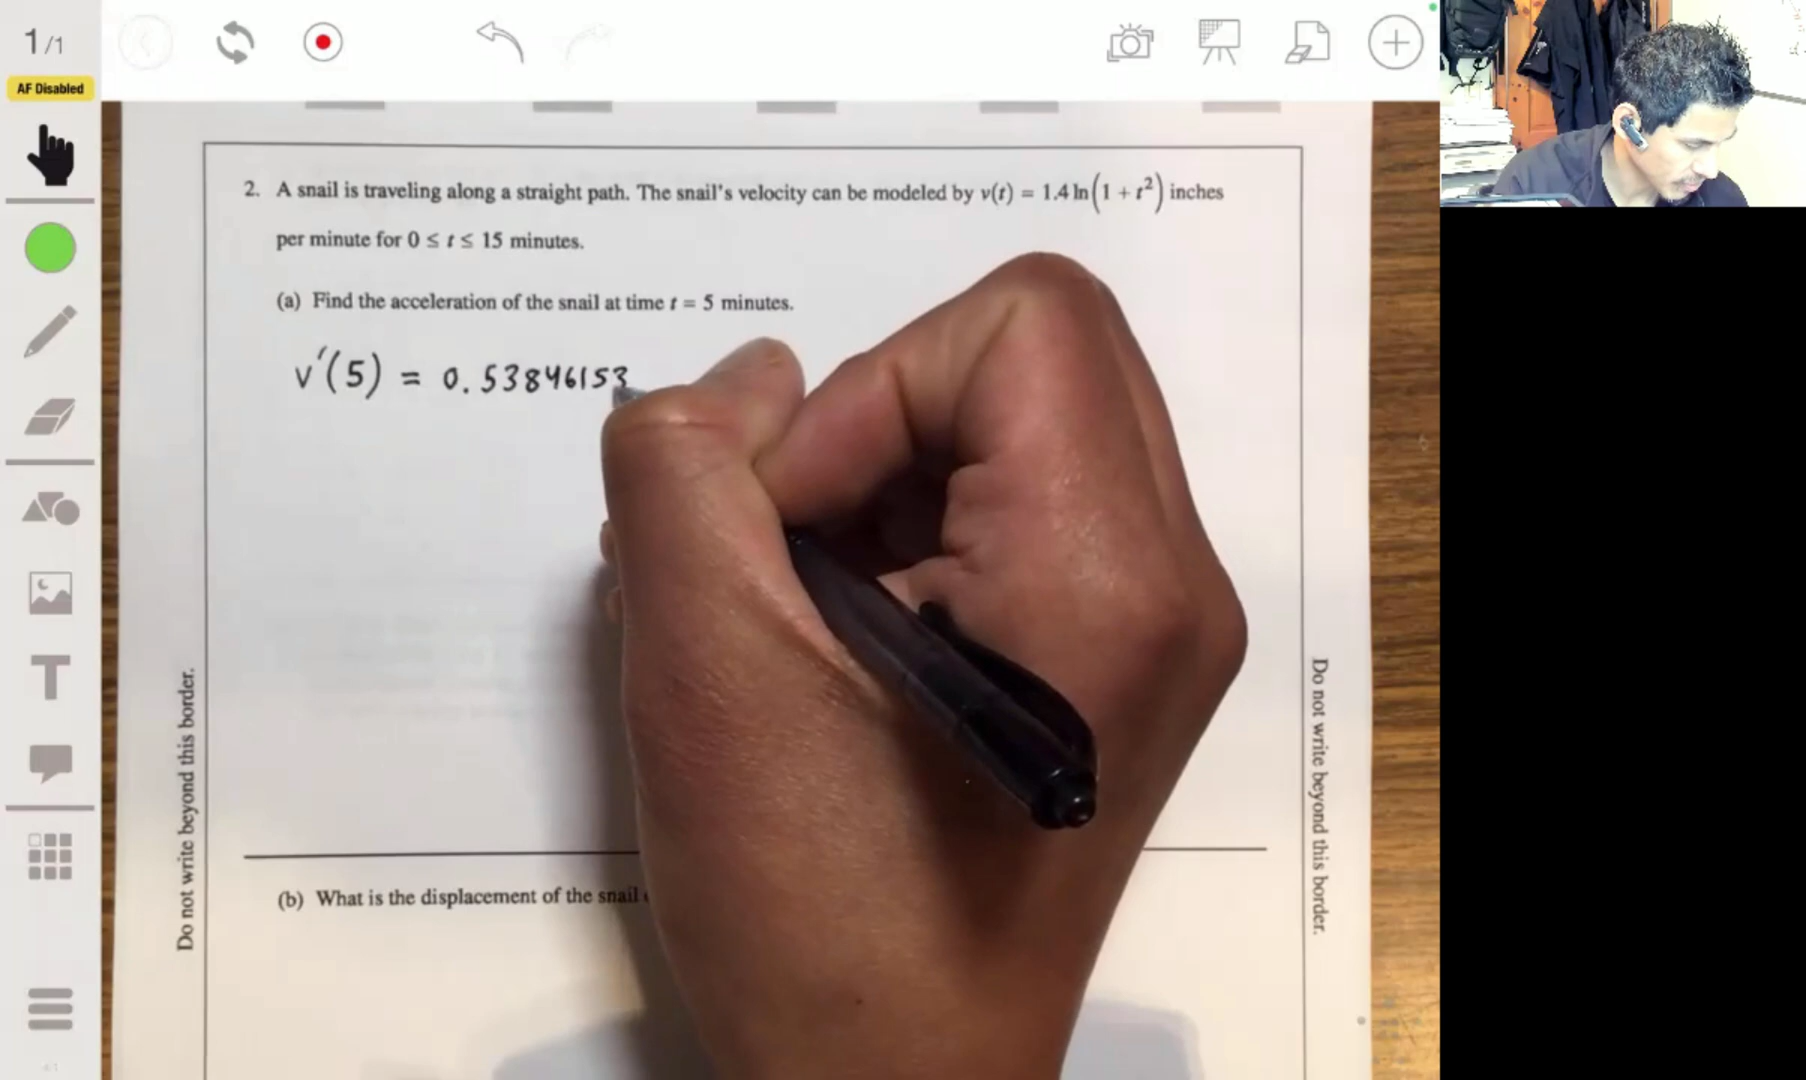 1/1
AF Disabled
2. A snail is traveling along a straight path. The snail's velocity can be modeled by v(t) = 1.4 ln(1 + t²) inches
per minute for 0 ≤ t ≤ 15 minutes.
(a) Find the acceleration of the snail at time t = 5 minutes.
v'(5) = 0.53846153
(b) What is the displacement of the snail
Do not write beyond this border.
Do not write beyond this border.
T